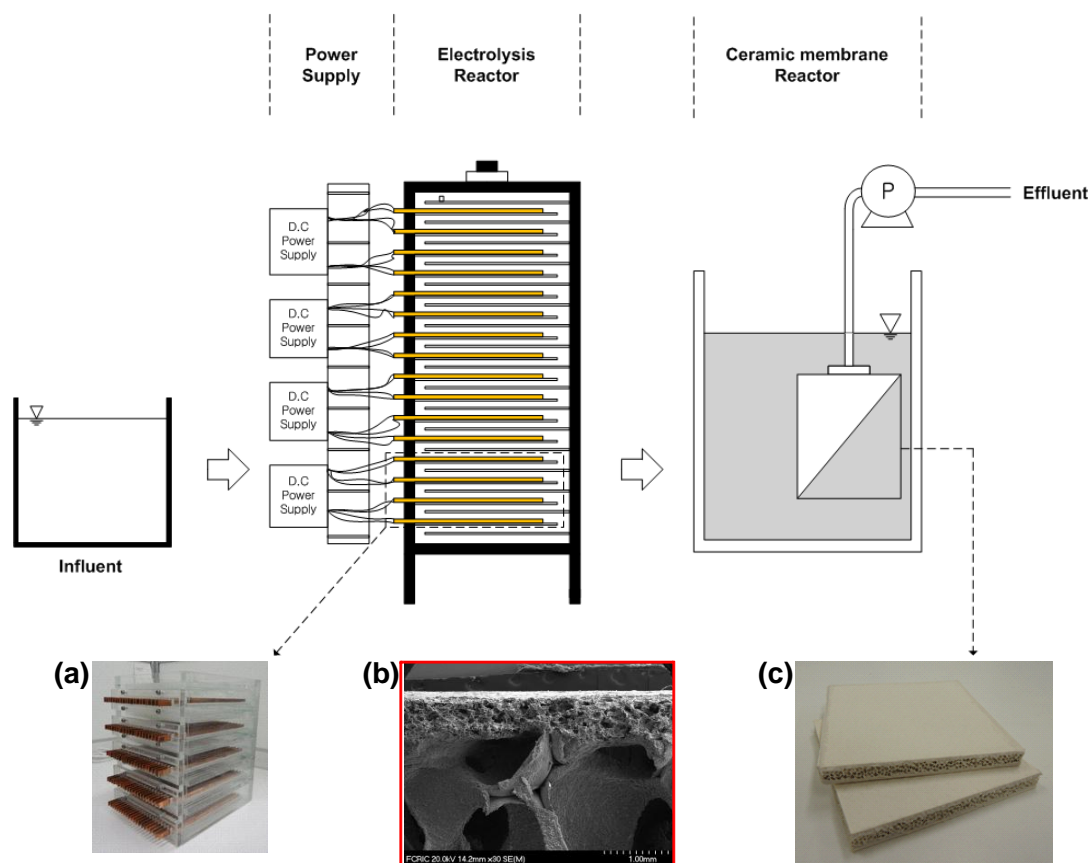 Power
Supply
Electrolysis
Reactor
Ceramic membrane
Reactor
P
Effluent
D.C
Power
Supply
D.C
Power
Supply
D.C
Power
Supply
D.C
Power
Supply
Influent
(a)
(b)
(c)
FCRIC 20.0kV 14.2mm x30 SE(M)
1.00mm